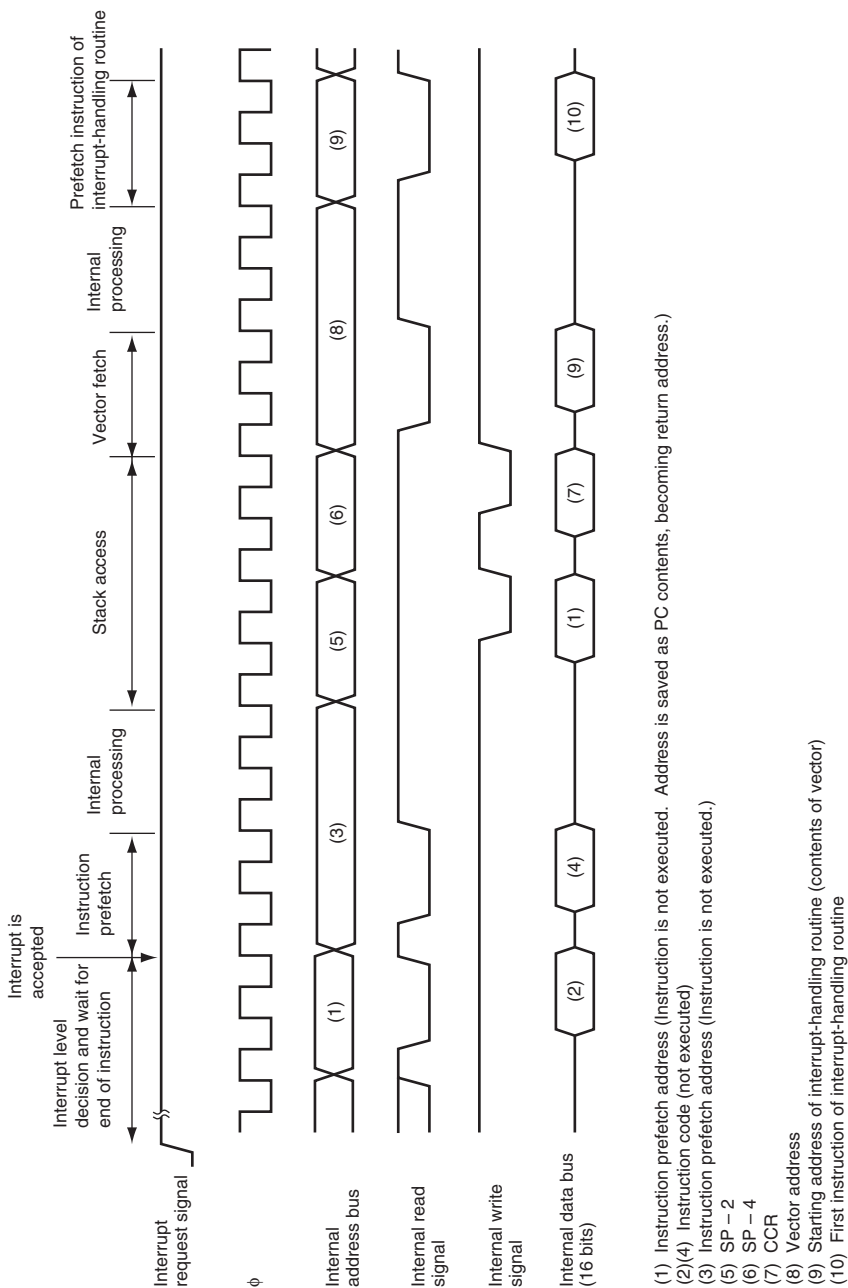 Interrupt is
accepted
Interrupt level
decision and wait for
end of instruction
Instruction
prefetch
Internal
processing
Stack access
Vector fetch
Internal
processing
Prefetch instruction of
interrupt-handling routine
Interrupt
request signal
φ
Internal
address bus
(1)
(3)
(5)
(6)
(8)
(9)
Internal read
signal
Internal write
signal
Internal data bus
(16 bits)
(2)
(4)
(1)
(7)
(9)
(10)
(1) Instruction prefetch address (Instruction is not executed. Address is saved as PC contents, becoming return address.)
(2)(4) Instruction code (not executed)
(3) Instruction prefetch address (Instruction is not executed.)
(5) SP – 2
(6) SP – 4
(7) CCR
(8) Vector address
(9) Starting address of interrupt-handling routine (contents of vector)
(10) First instruction of interrupt-handling routine